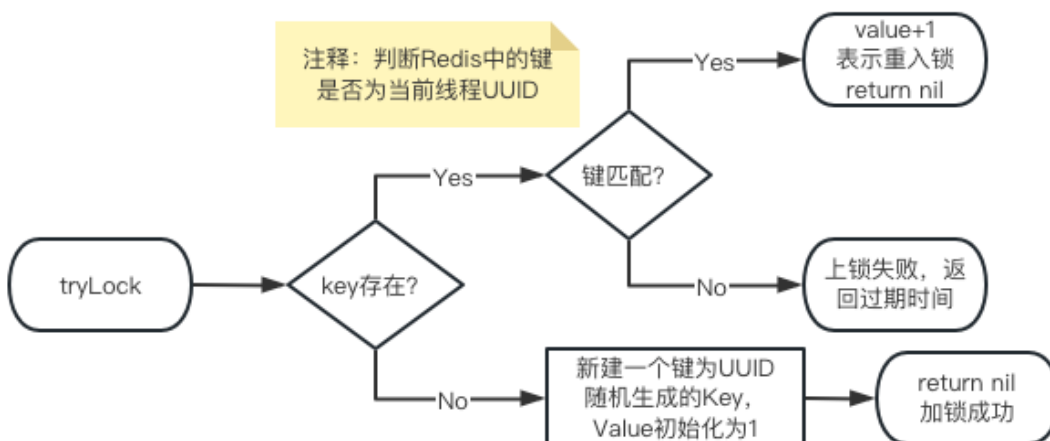 注释：判断Redis中的键
是否为当前线程UUID
Yes
value+1
表示重入锁
return nil
Yes
键匹配?
tryLock
key存在?
No
上锁失败，返
回过期时间
No
新建一个键为UUID
随机生成的Key，
Value初始化为1
return nil
加锁成功